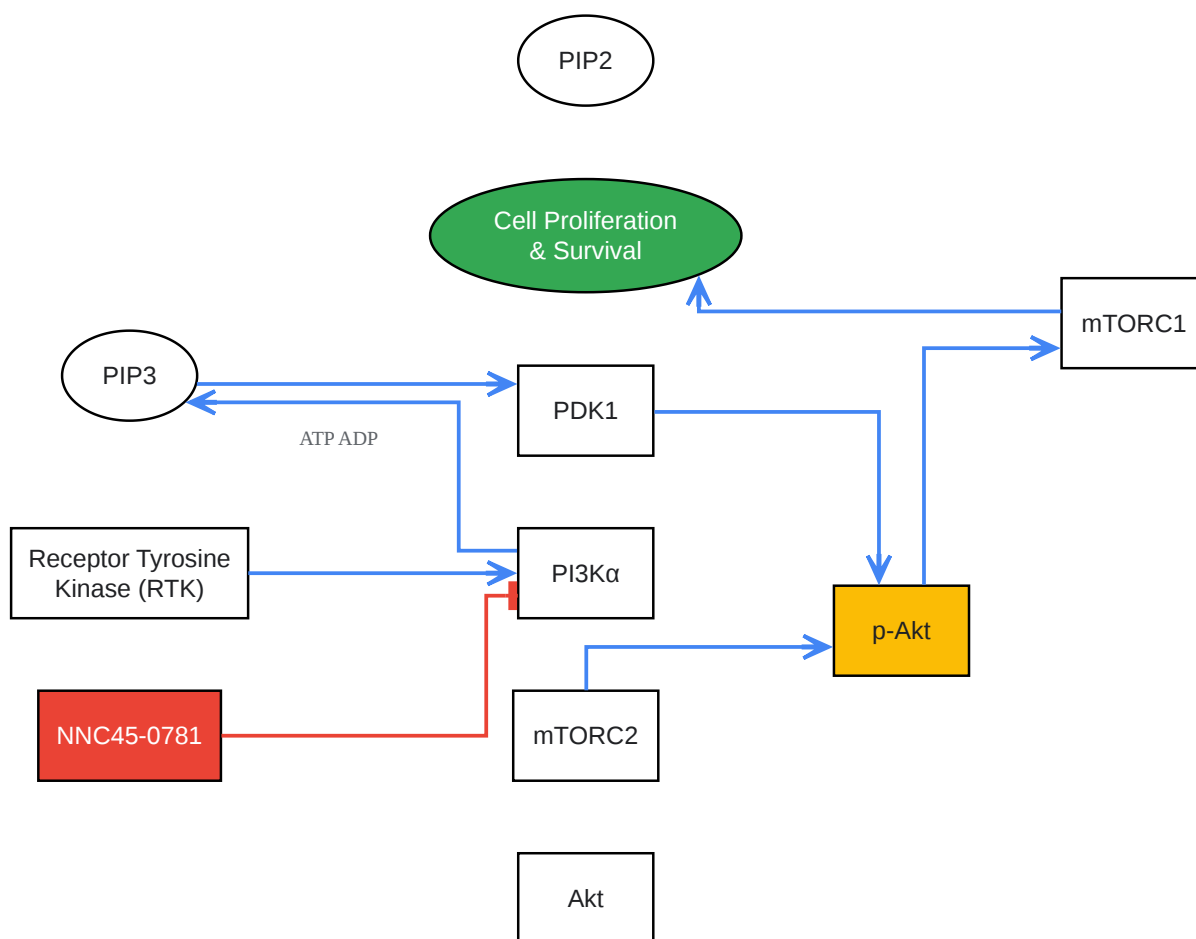 PIP2
Cell Proliferation
& Survival
mTORC1
PIP3
PDK1
ATP ADP
Receptor Tyrosine
Kinase (RTK)
PI3Kα
p-Akt
NNC45-0781
mTORC2
Akt